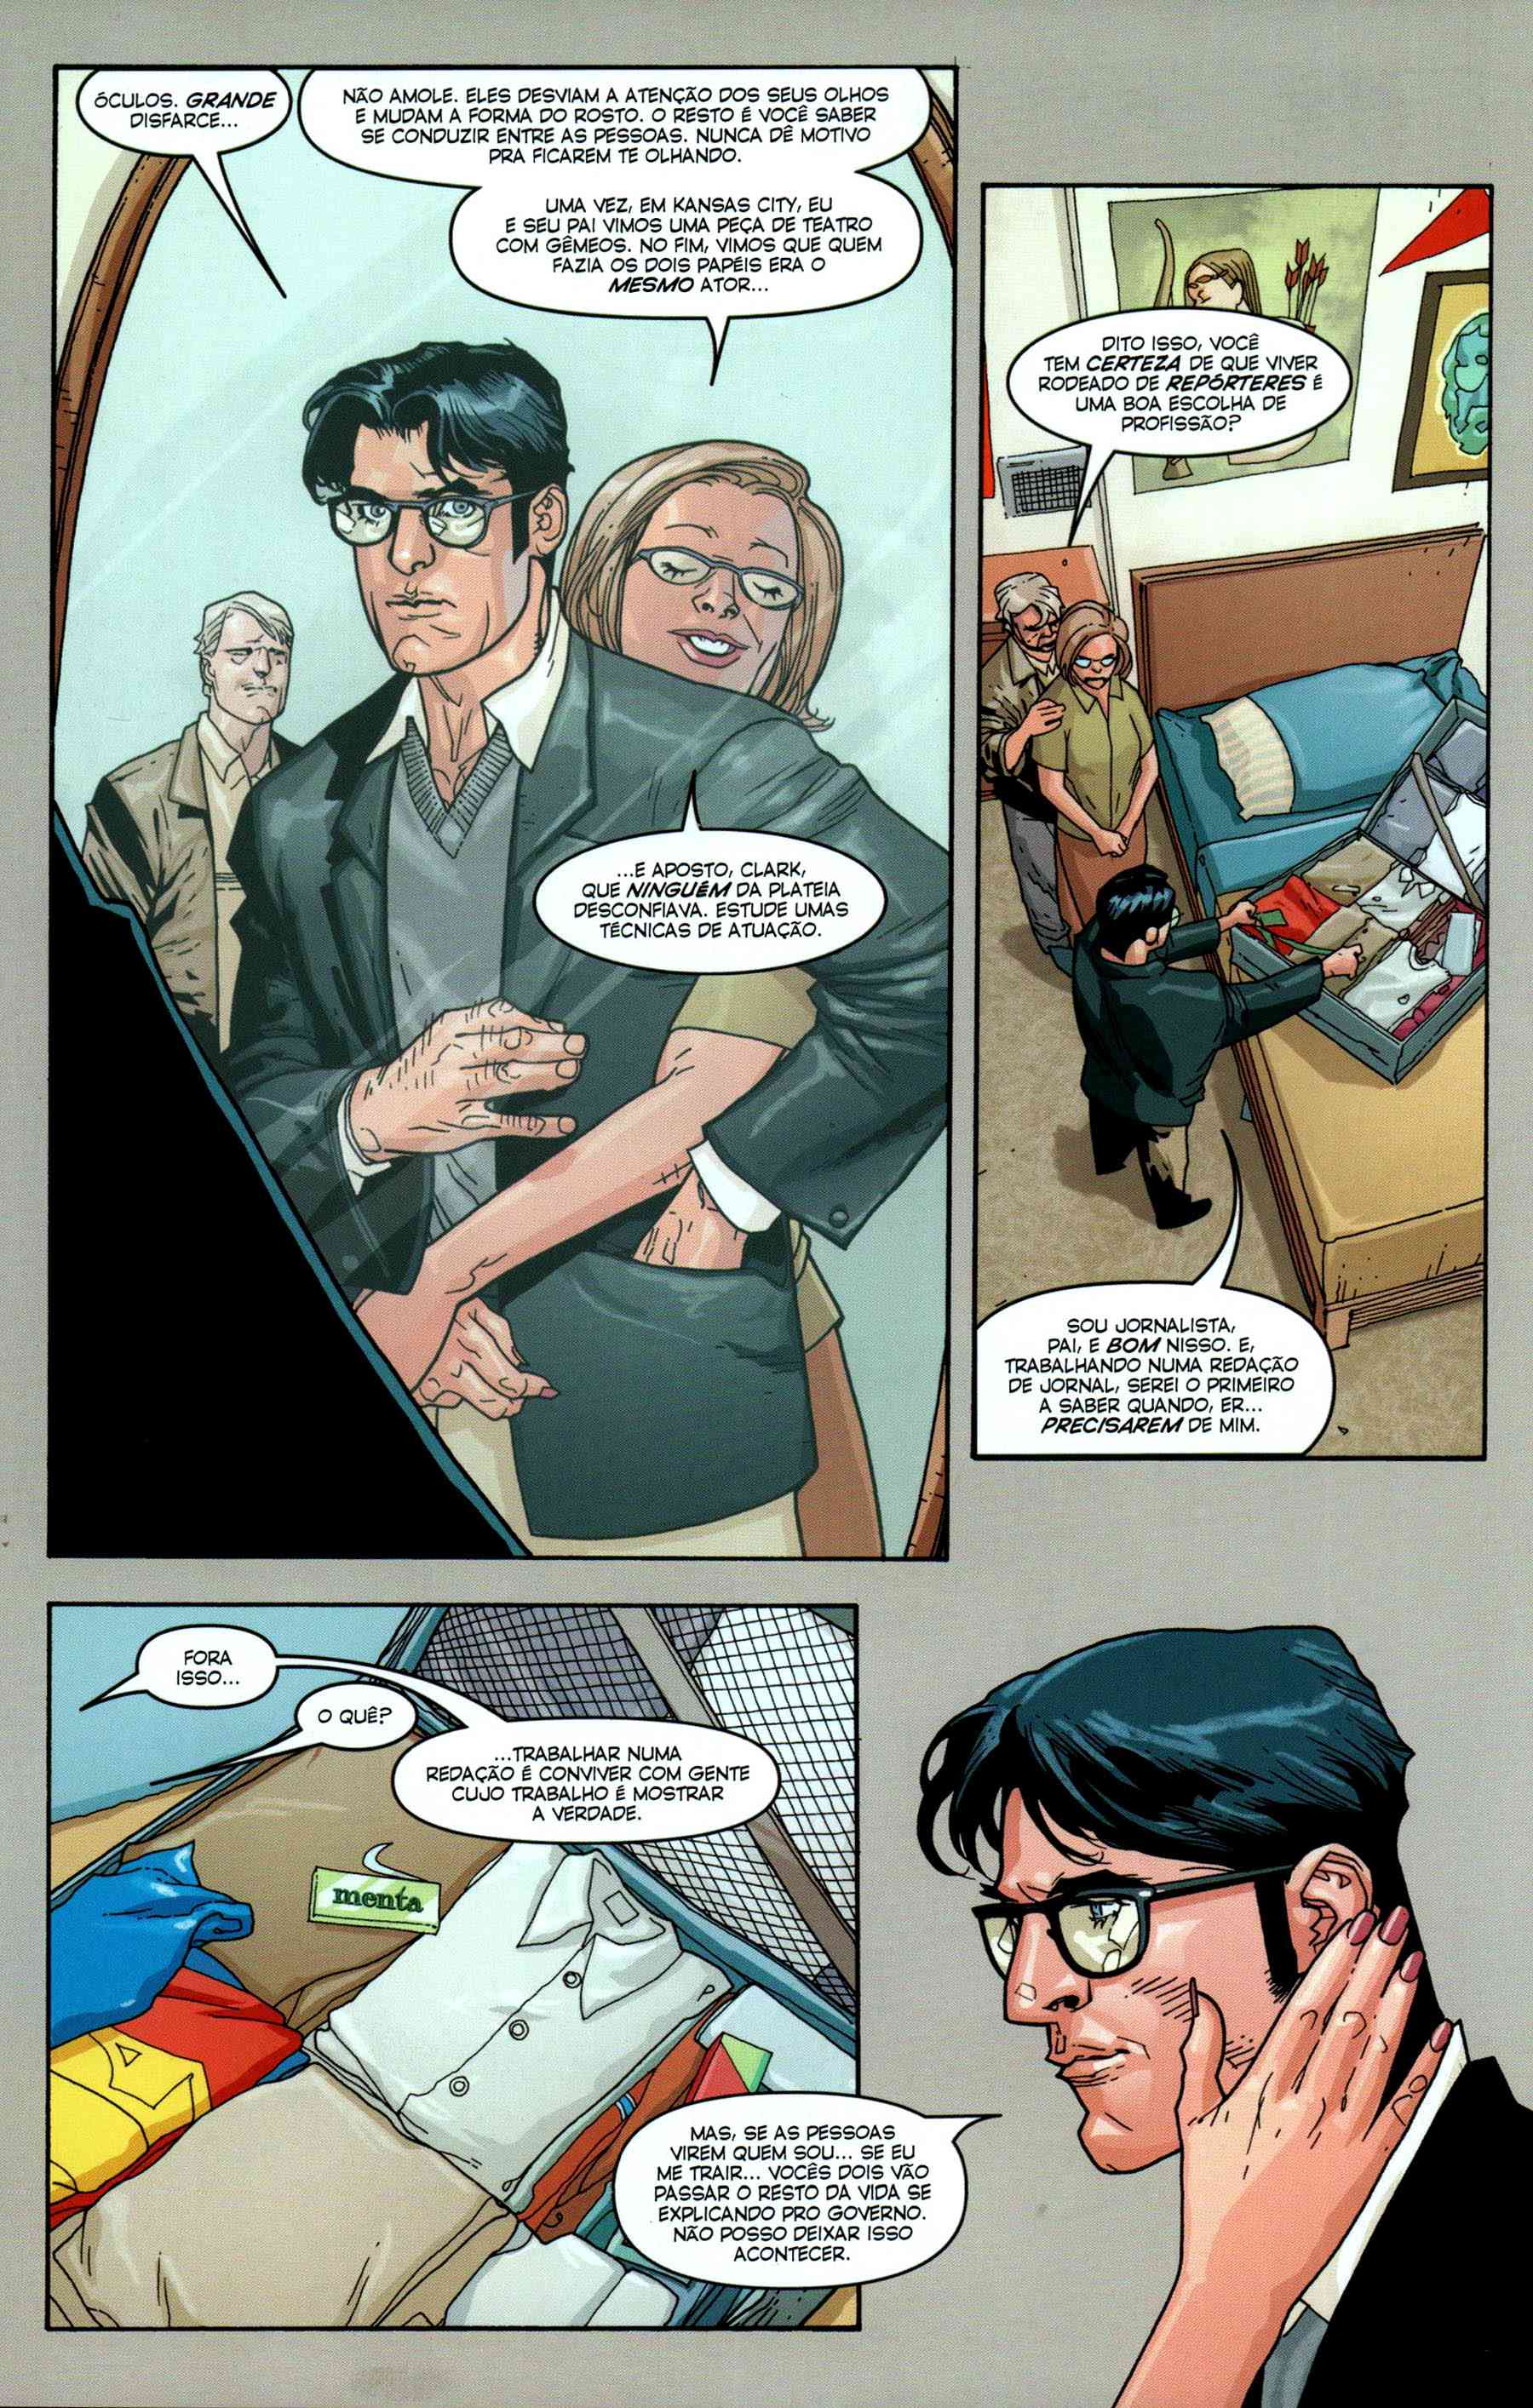 ÓCULOS. GRANDE
DISFARCE...
NÃO AMOLE. ELES DESVIAM A ATENÇÃO DOS SEUS OLHOS
E MUDAM A FORMA DO ROSTO. O RESTO É VOCÊ SABER
SE CONDUZIR ENTRE AS PESSOAS. NUNCA DÊ MOTIVO
PRA FICAREM TE OLHANDO.
UMA VEZ, EM KANSAS CITY, EU
E SEU PAI VIMOS UMA PEÇA DE TEATRO
COM GÊMEOS. NO FIM, VIMOS QUE QUEM
FAZIA OS DOIS PAPÉIS ERA O
MESMO ATOR...
...E APOSTO, CLARK,
QUE NINGUÉM DA PLATEIA
DESCONFIAVA. ESTUDE UMAS
TÉCNICAS DE ATUAÇÃO.
DITO ISSO, VOCÊ
TEM CERTEZA DE QUE VIVER
RODEADO DE REPÓRTERES É
UMA BOA ESCOLHA DE
PROFISSÃO?
SOU JORNALISTA,
PAI, E BOM NISSO. E,
TRABALHANDO NUMA REDAÇÃO
DE JORNAL, SEREI O PRIMEIRO
A SABER QUANDO, ER...
PRECISAREM DE MIM.
FORA
ISSO...
O QUÊ?
...TRABALHAR NUMA
REDAÇÃO É CONVIVER COM GENTE
CUJO TRABALHO É MOSTRAR
A VERDADE.
menta
MAS, SE AS PESSOAS
VIREM QUEM SOU... SE EU
ME TRAIR... VOCÊS DOIS VÃO
PASSAR O RESTO DA VIDA SE
EXPLICANDO PRO GOVERNO.
NÃO POSSO DEIXAR ISSO
ACONTECER.